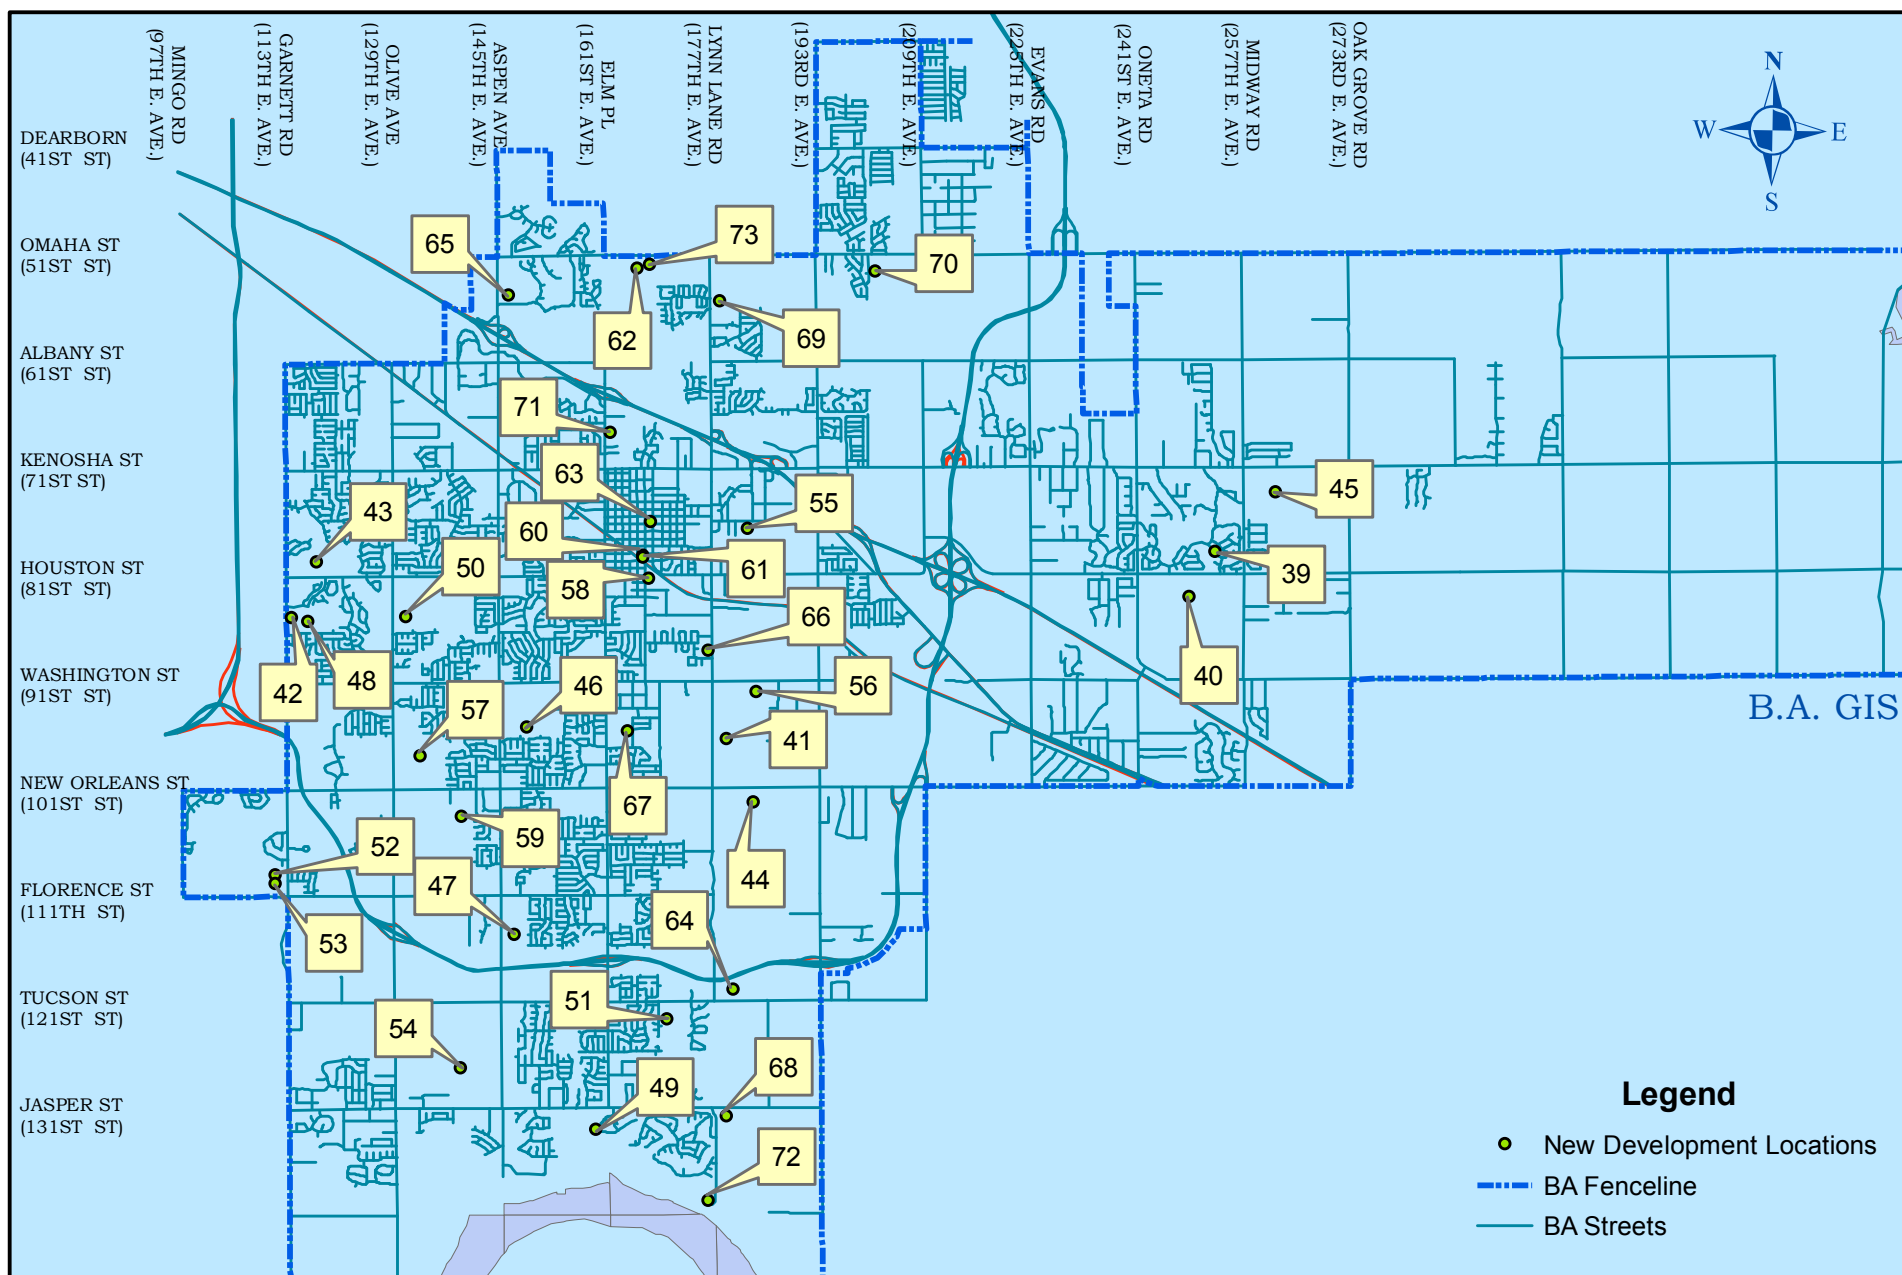 MINGO RD
(97TH E. AVE.)
GARNETT RD
(113TH E. AVE.)
OLIVE AVE
(129TH E. AVE.)
ASPEN AVE
(145TH E. AVE.)
ELM PL
(161ST E. AVE.)
LYNN LANE RD
(177TH E. AVE.)
(193RD E. AVE.)
(209TH E. AVE.)
EVANS RD
(225TH E. AVE.)
ONETA RD
(241ST E. AVE.)
MIDWAY RD
(257TH E. AVE.)
OAK GROVE RD
(273RD E. AVE.)
N
W
E
S
DEARBORN
(41ST ST)
OMAHA ST
(51ST ST)
ALBANY ST
(61ST ST)
KENOSHA ST
(71ST ST)
HOUSTON ST
(81ST ST)
WASHINGTON ST
(91ST ST)
NEW ORLEANS ST
(101ST ST)
FLORENCE ST
(111TH ST)
TUCSON ST
(121ST ST)
JASPER ST
(131ST ST)
65
73
70
62
69
71
63
55
45
43
60
50
58
61
39
66
42
48
46
56
40
57
41
67
59
52
44
47
64
53
51
54
68
49
72
B.A. GIS
Legend
New Development Locations
BA Fenceline
BA Streets